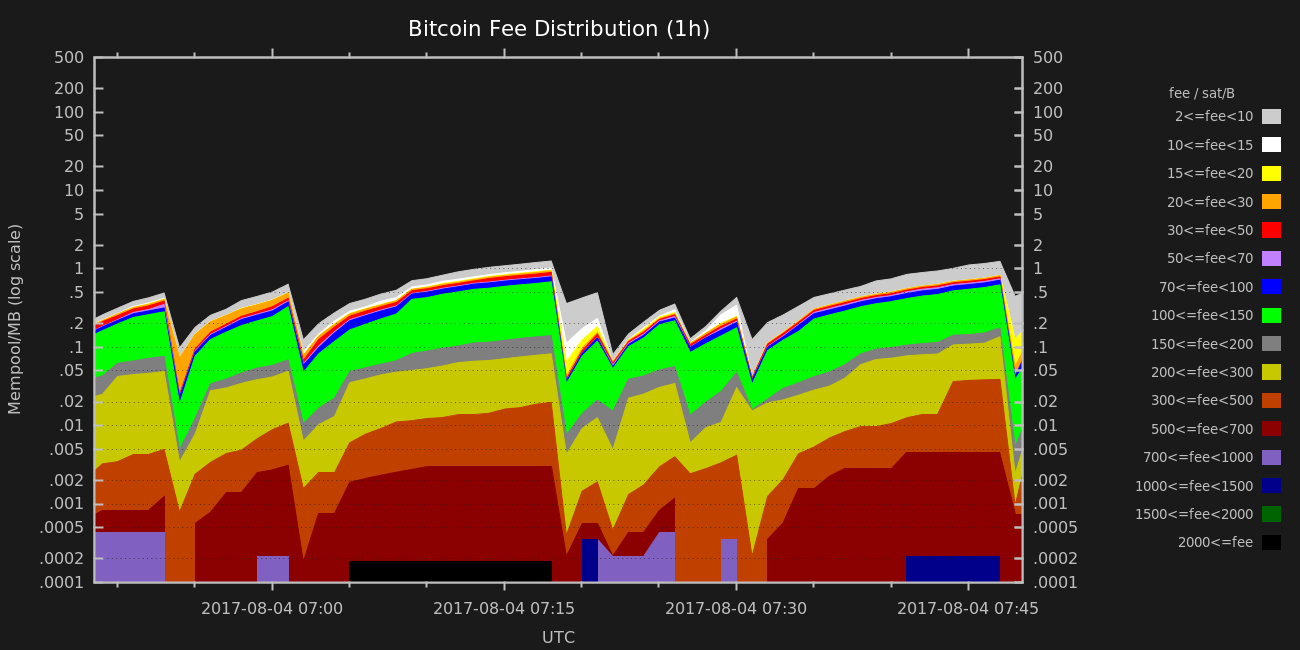 Bitcoin Fee Distribution (1h)
Mempool/MB (log scale)
500
200
100
50
20
10
5
2
1
.5
.2
.1
.05
.02
.01
.005
.002
.001
.0005
.0002
.0001
500
200
100
50
20
10
5
2
1
.5
.2
.1
.05
.02
.01
.005
.002
.001
.0005
.0002
.0001
2017-08-04 07:00
2017-08-04 07:15
2017-08-04 07:30
2017-08-04 07:45
UTC
fee / sat/B
2<=fee<10
10<=fee<15
15<=fee<20
20<=fee<30
30<=fee<50
50<=fee<70
70<=fee<100
100<=fee<150
150<=fee<200
200<=fee<300
300<=fee<500
500<=fee<700
700<=fee<1000
1000<=fee<1500
1500<=fee<2000
2000<=fee